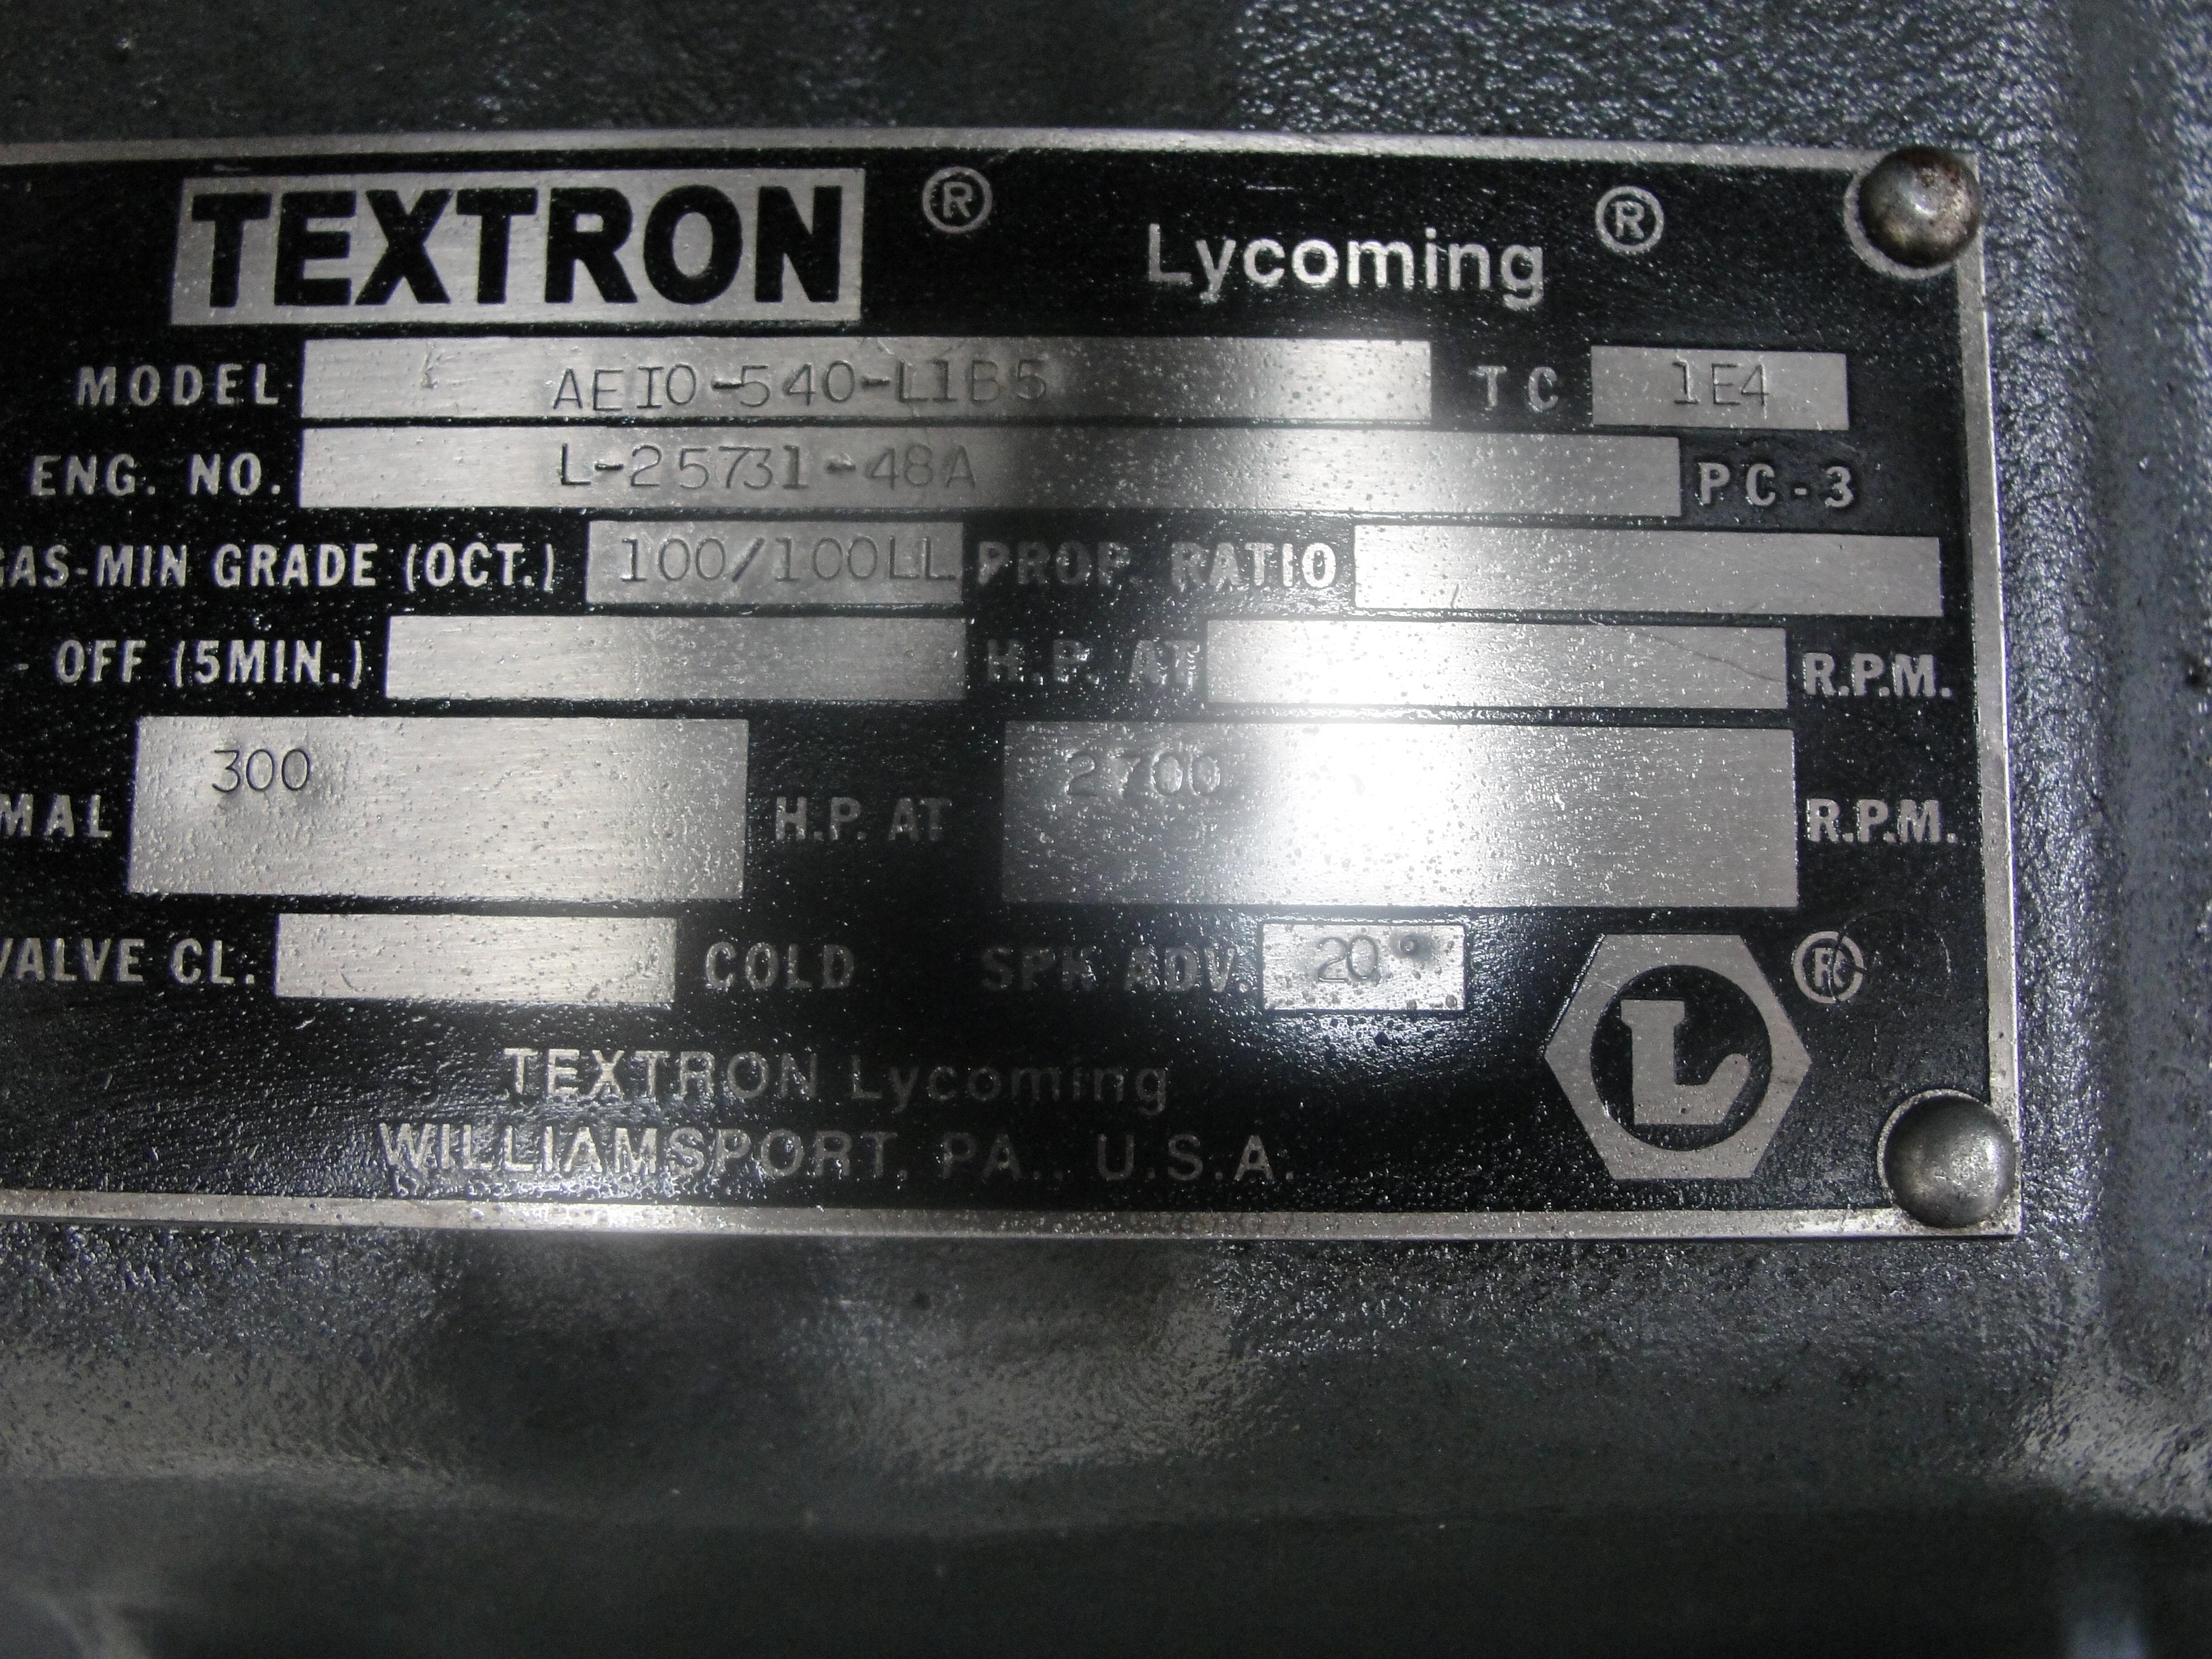 TEXTRON ® Lycoming ®
MODEL AEIO-540-L1B5 TC 1E4
ENG. NO. L-25731-48A PC-3
GAS-MIN GRADE (OCT.) 100/100LL PROP. RATIO
- OFF (5MIN.) H.P. AT R.P.M.
MAL 300 H.P. AT 2700 R.P.M.
VALVE CL. COLD SPK ADV. 20°
L
TEXTRON Lycoming
WILLIAMSPORT, PA., U.S.A.